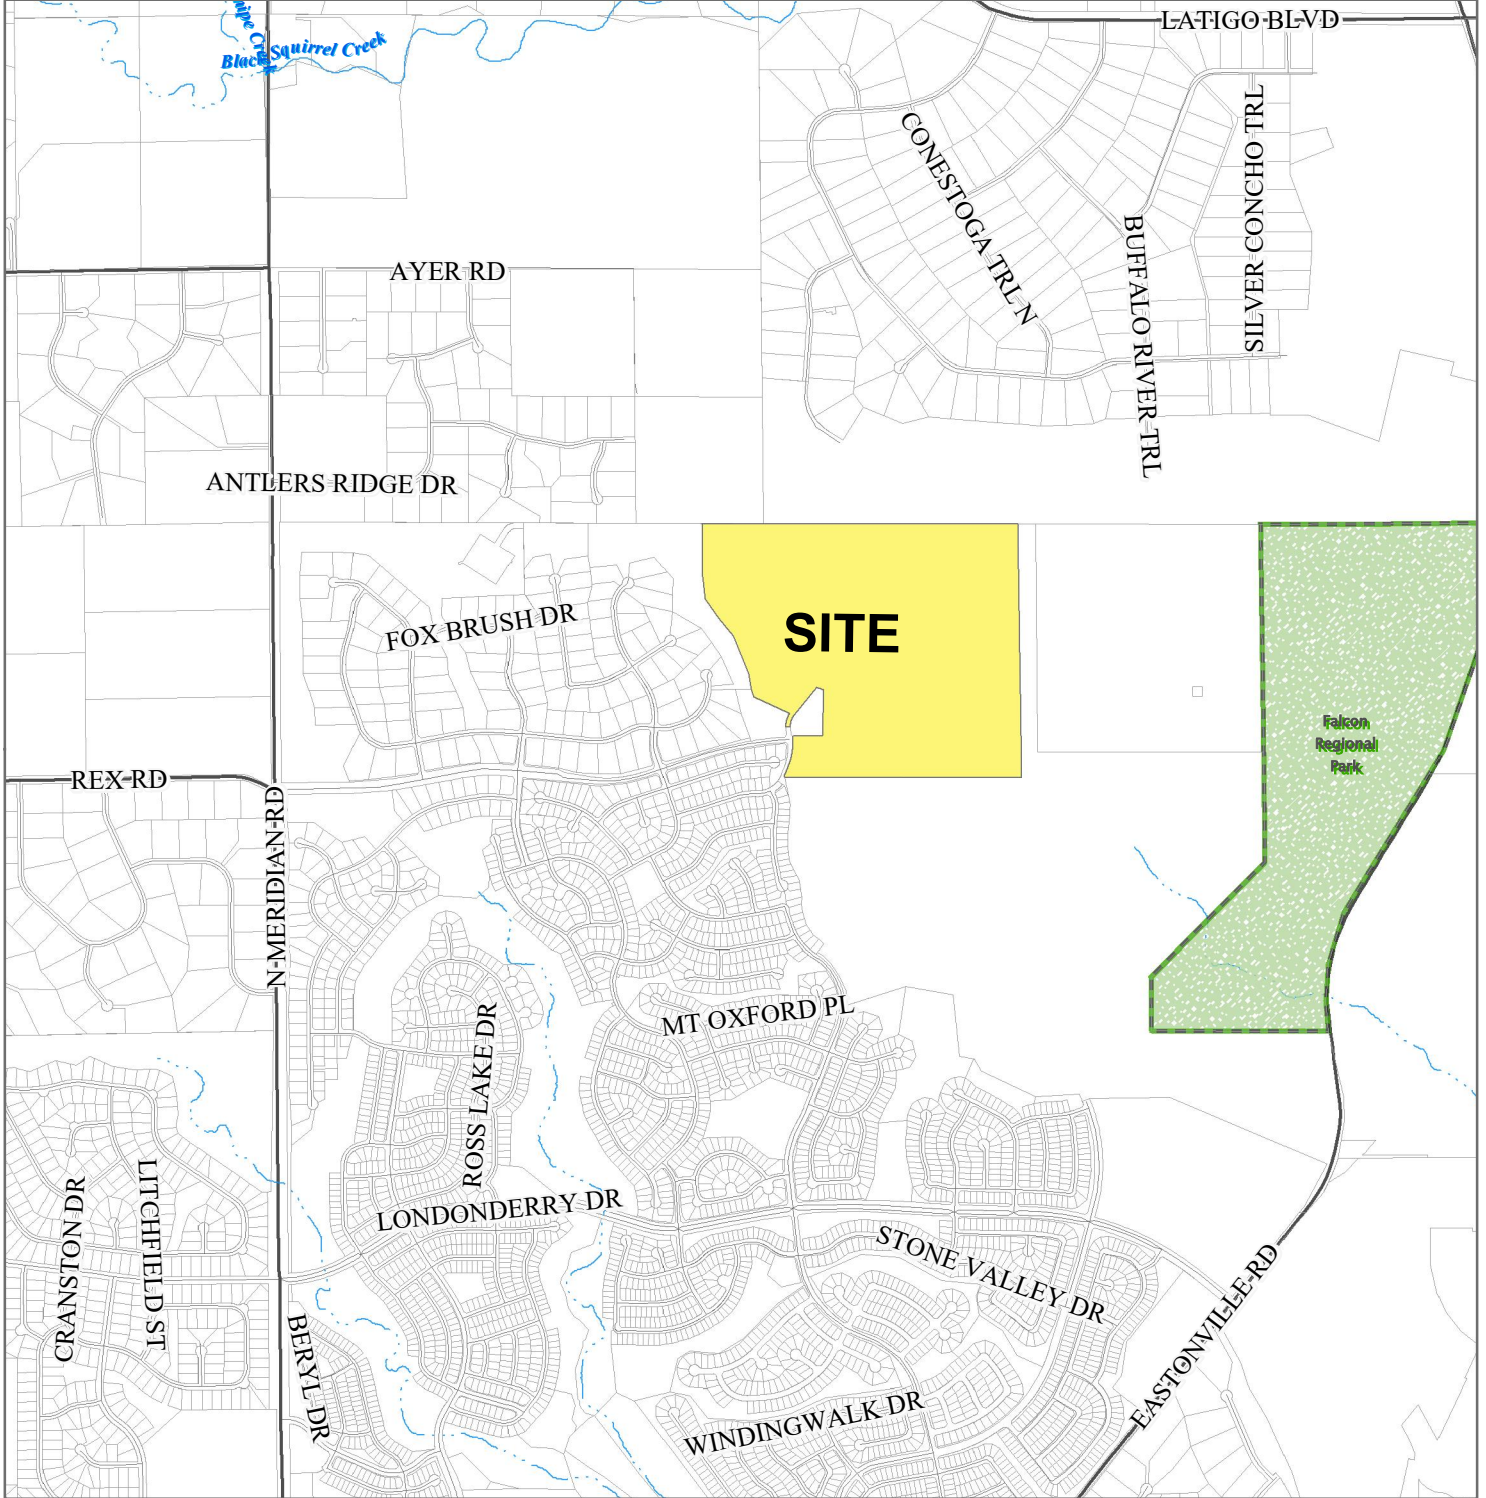 LATIGO BLVD
Black Squirrel Creek
CONESTOGA TRL N
BUFFALO RIVER TRL
SILVER CONCHO TRL
AYER RD
ANTLERS RIDGE DR
FOX BRUSH DR
SITE
Falcon
Regional
Park
REX RD
N MERIDIAN RD
MT OXFORD PL
ROSS LAKE DR
LONDONDERRY DR
CRANSTON DR
LITCHFIELD ST
STONE VALLEY DR
EASTONVILLE RD
BERYL DR
WINDINGWALK DR